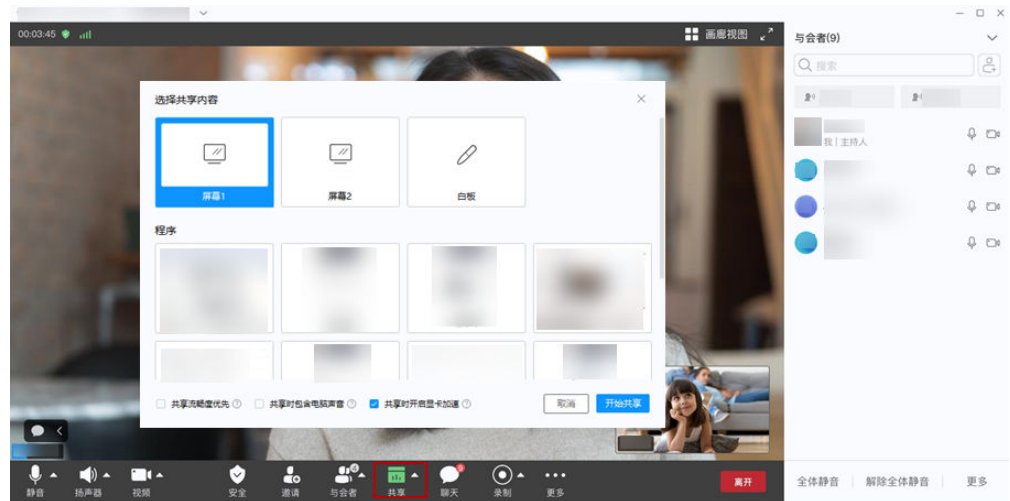 00:03:45
画廊视图
选择共享内容
屏幕1
屏幕2
白板
程序
共享流畅度优先
共享时包含电脑声音
共享时开启显卡加速
取消
开始共享
静音
扬声器
视频
安全
邀请
与会者
共享
聊天
录制
更多
离开
与会者(9)
搜索
我 | 主持人
全体静音
解除全体静音
更多